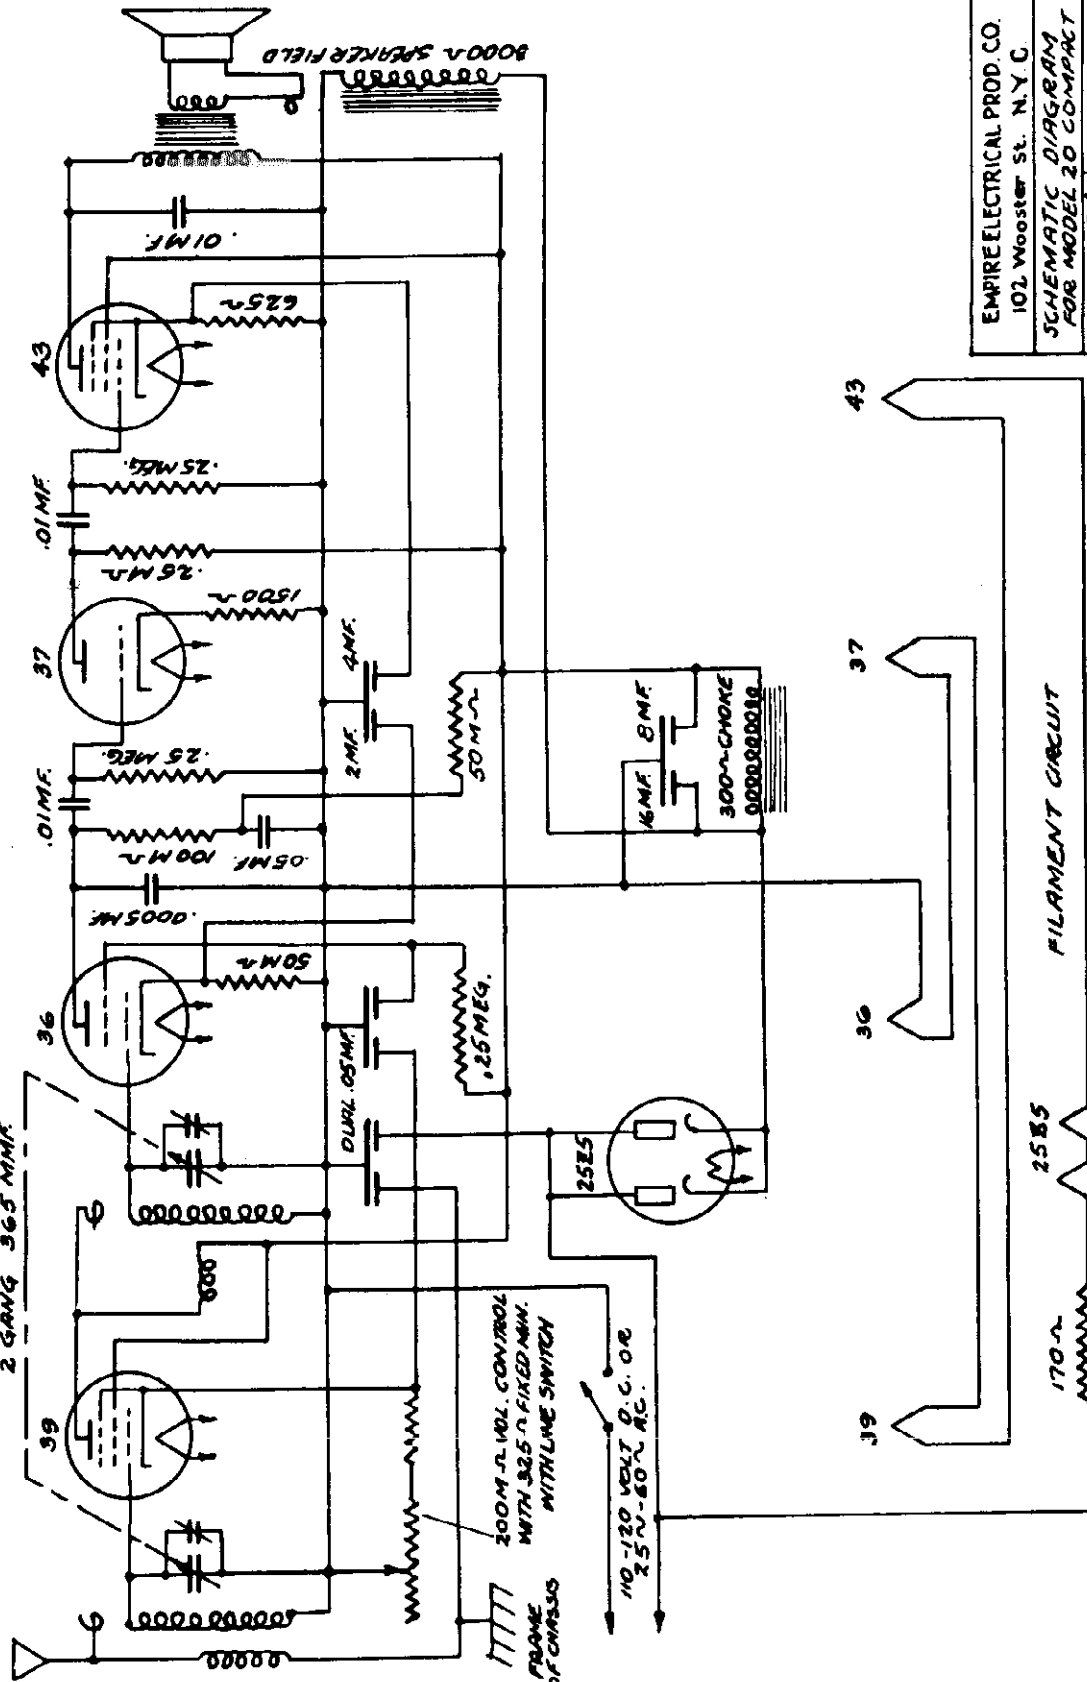 2 GANG 365 MMF.
39
36
37
43
.0005 MF.
100 M Ω
.05 MF.
.01 MF.
.25 MEG.
.25 M Ω
.01 MF.
.25 MEG.
.01 MF.
50 M Ω
1500 Ω
625 Ω
8000 Ω SPEAKER FIELD
DUAL .05 MF.
2 MF. 4 MF.
.25 MEG.
50 M Ω
200 M Ω VOL. CONTROL
WITH 325 Ω FIXED MIN.
WITH LINE SWITCH
FRAME
OF CHASSIS
110-120 VOLT D.C. OR
25 ~ - 60 ~ A.C.
25Z5
16 MF. 8 MF.
300 Ω CHOKE
39
36
37
43
170 Ω
25Z5
FILAMENT CIRCUIT
EMPIRE ELECTRICAL PROD. CO.
102 Wooster St. N.Y.C.
SCHEMATIC DIAGRAM
FOR MODEL 20 COMPACT